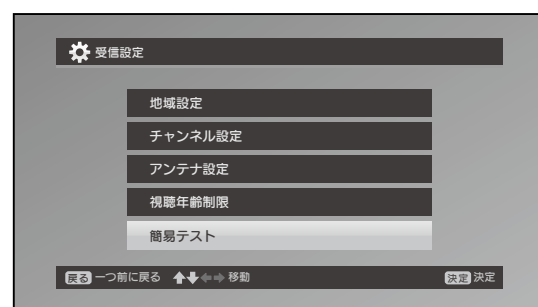 受信設定
地域設定
チャンネル設定
アンテナ設定
視聴年齢制限
簡易テスト
戻る 一つ前に戻る 移動 決定 決定